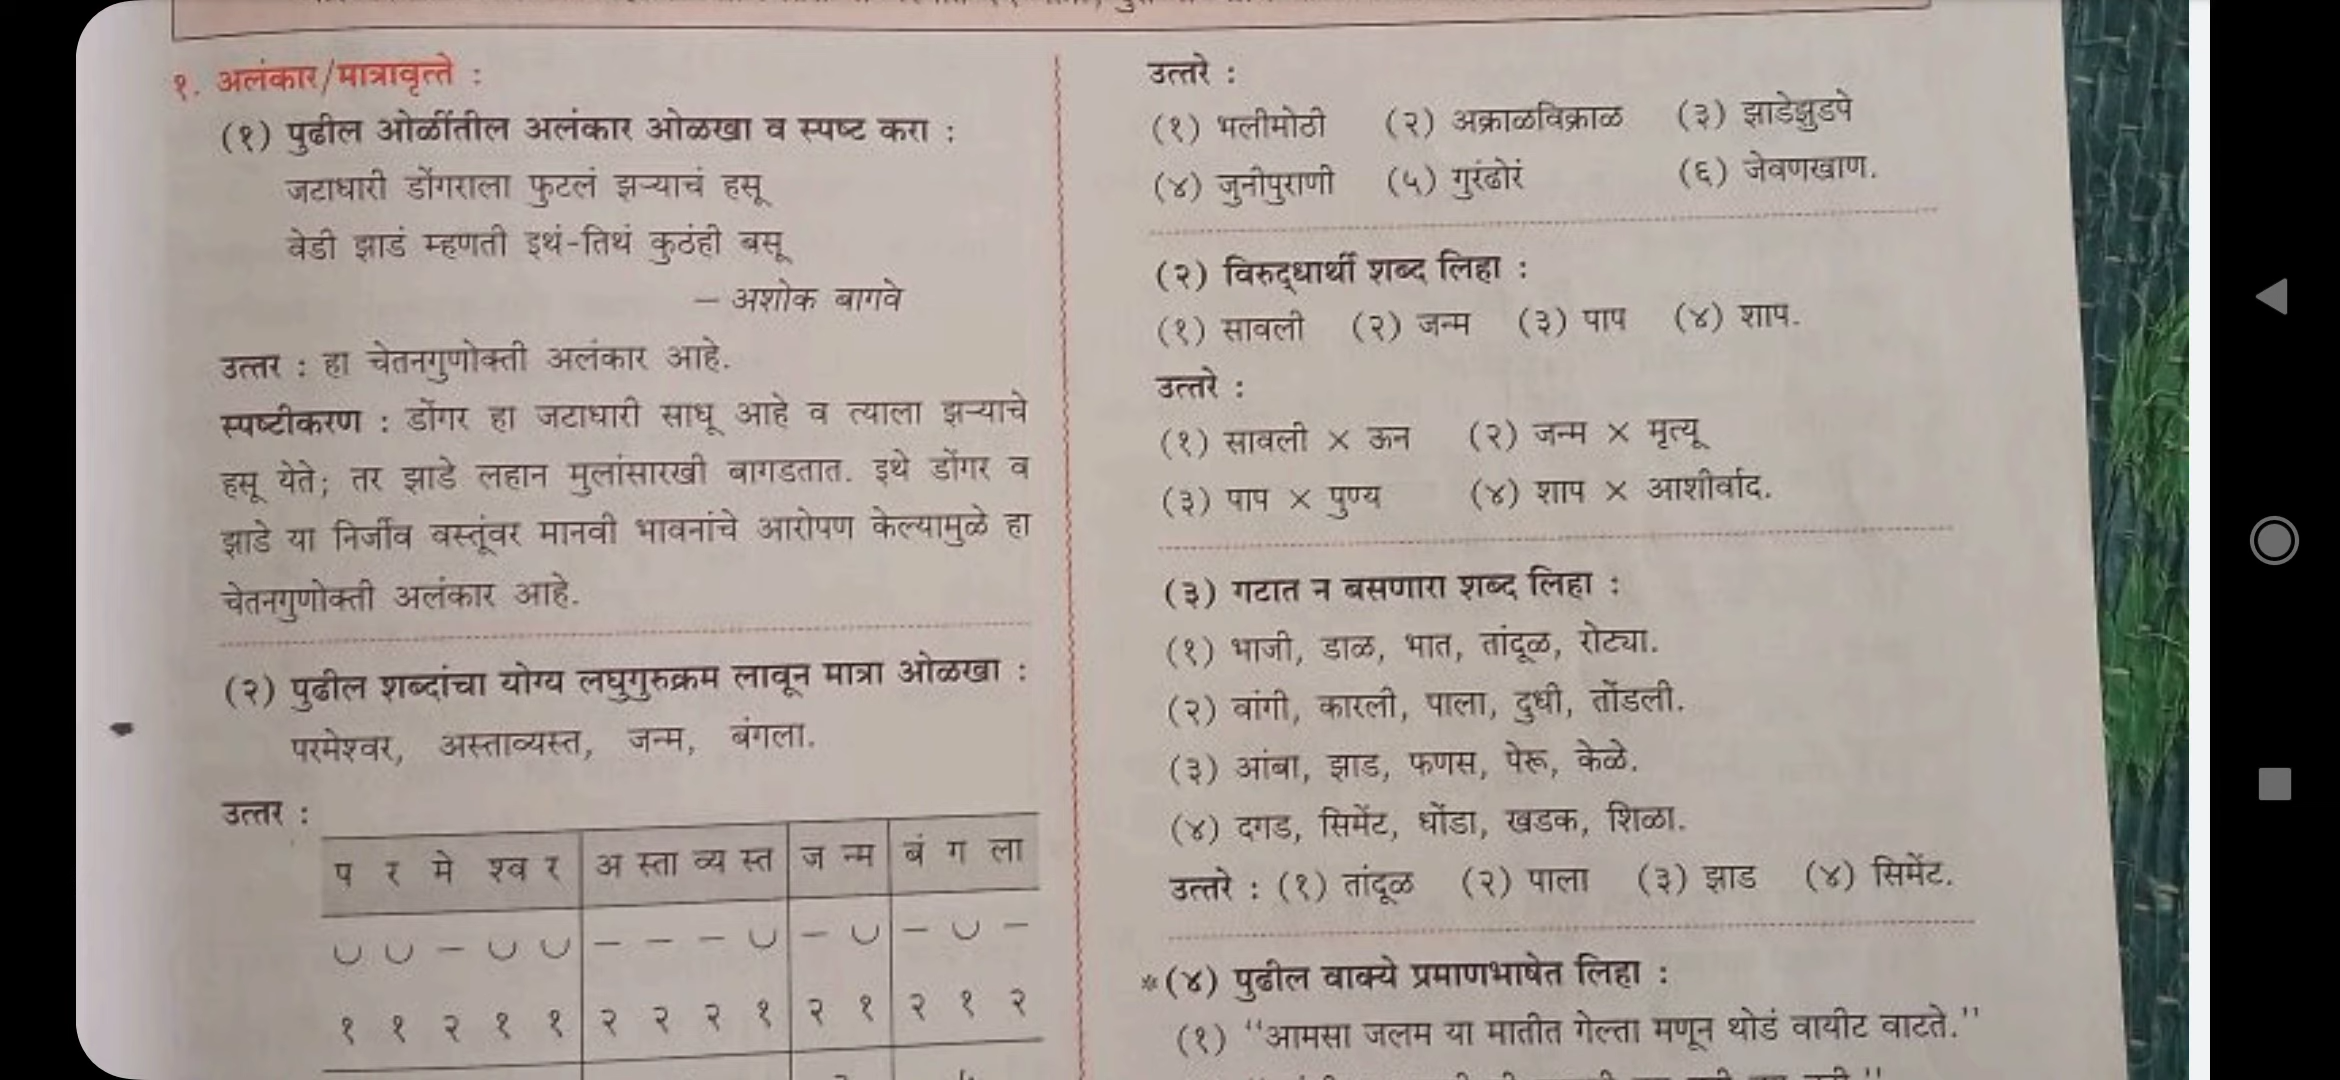 १. अलंकार/मात्रावृत्ते :
(१) पुढील ओळींतील अलंकार ओळखा व स्पष्ट करा :
जटाधारी डोंगराला फुटलं झऱ्याचं हसू
वेडी झाडं म्हणती इथं-तिथं कुठंही बसू
– अशोक बागवे
उत्तर : हा चेतनगुणोक्ती अलंकार आहे.
स्पष्टीकरण : डोंगर हा जटाधारी साधू आहे व त्याला झऱ्याचे
हसू येते; तर झाडे लहान मुलांसारखी बागडतात. इथे डोंगर व
झाडे या निर्जीव वस्तूंवर मानवी भावनांचे आरोपण केल्यामुळे हा
चेतनगुणोक्ती अलंकार आहे.
(२) पुढील शब्दांचा योग्य लघुगुरुक्रम लावून मात्रा ओळखा :
परमेश्वर, अस्ताव्यस्त, जन्म, बंगला.
उत्तर :
प र मे श्व र अ स्ता व्य स्त ज न्म बं ग ला
∪ ∪ – ∪ ∪ – – – ∪ – ∪ – ∪ –
१ १ २ १ १ २ २ २ १ २ १ २ १ २
उत्तरे :
(१) भलीमोठी (२) अक्राळविक्राळ (३) झाडेझुडपे
(४) जुनीपुराणी (५) गुरंढोरं (६) जेवणखाण.
(२) विरुद्धार्थी शब्द लिहा :
(१) सावली (२) जन्म (३) पाप (४) शाप.
उत्तरे :
(१) सावली × ऊन (२) जन्म × मृत्यू
(३) पाप × पुण्य (४) शाप × आशीर्वाद.
(३) गटात न बसणारा शब्द लिहा :
(१) भाजी, डाळ, भात, तांदूळ, रोट्या.
(२) वांगी, कारली, पाला, दुधी, तोंडली.
(३) आंबा, झाड, फणस, पेरू, केळे.
(४) दगड, सिमेंट, धोंडा, खडक, शिळा.
उत्तरे : (१) तांदूळ (२) पाला (३) झाड (४) सिमेंट.
*(४) पुढील वाक्ये प्रमाणभाषेत लिहा :
(१) "आमसा जलम या मातीत गेल्ता मणून थोडं वायीट वाटते."